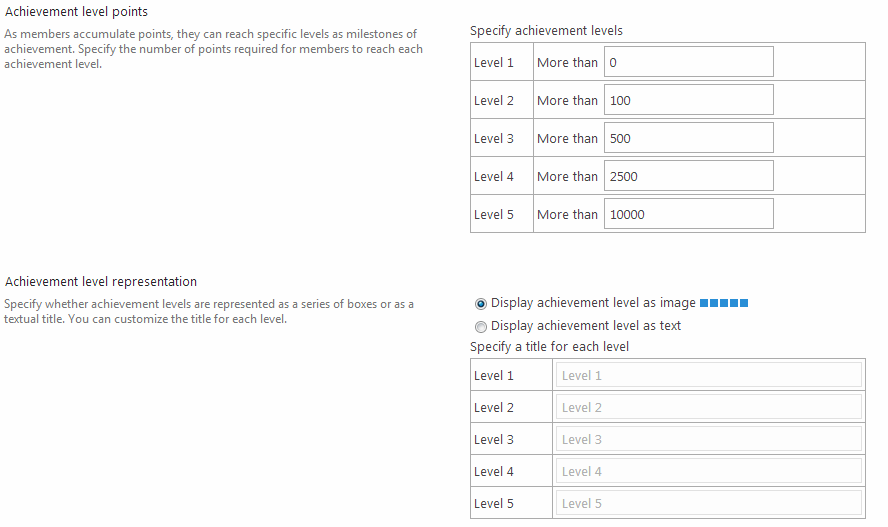 Achievement level points
As members accumulate points, they can reach specific levels as milestones of
achievement. Specify the number of points required for members to reach each
achievement level.
Specify achievement levels
Level 1 More than 0
Level 2 More than 100
Level 3 More than 500
Level 4 More than 2500
Level 5 More than 10000
Achievement level representation
Specify whether achievement levels are represented as a series of boxes or as a
textual title. You can customize the title for each level.
Display achievement level as image
Display achievement level as text
Specify a title for each level
Level 1 Level 1
Level 2 Level 2
Level 3 Level 3
Level 4 Level 4
Level 5 Level 5